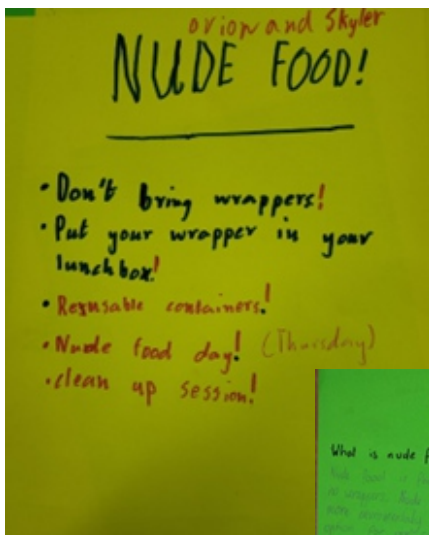 orion and Skyler
NUDE FOOD!
• Don't bring wrappers!
• Put your wrapper in your
lunchbox!
• Reausable containers!
• Nude food day! (Thursday)
• clean up session!
What is nude